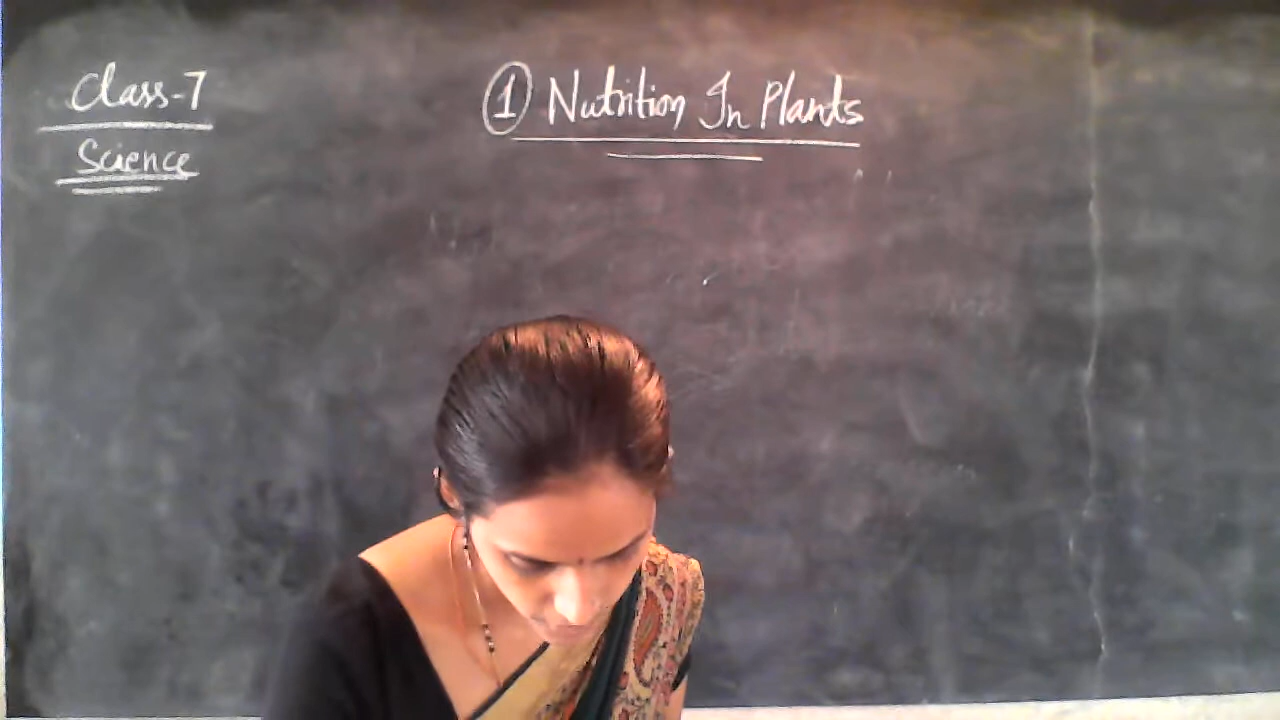 Class-7
Science
① Nutrition In Plants